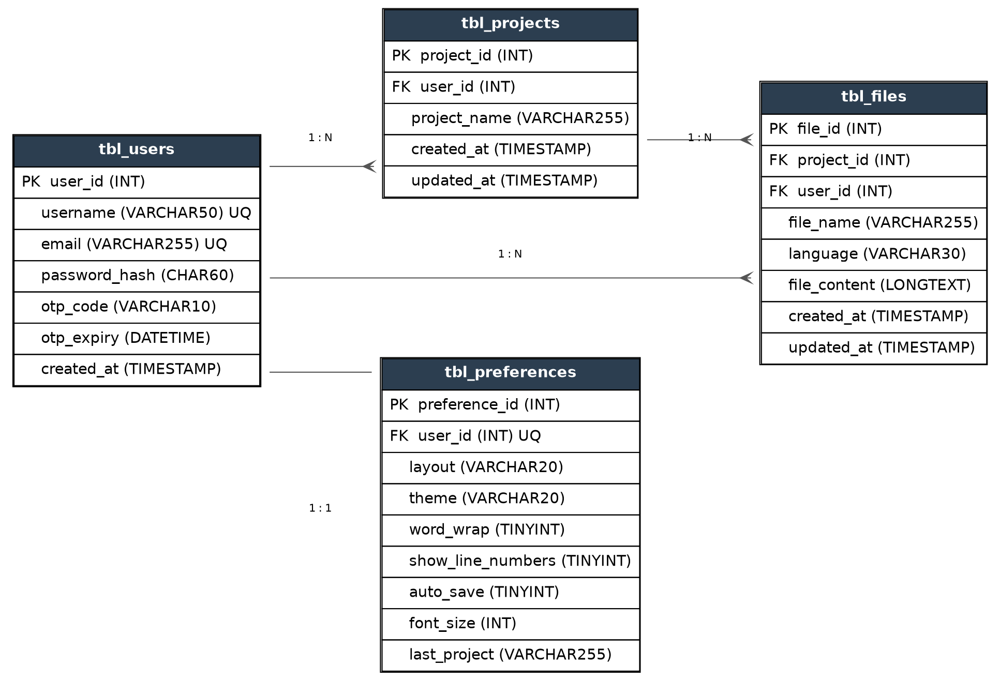 tbl_projects
PK  project_id (INT)
FK  user_id (INT)
project_name (VARCHAR255)
created_at (TIMESTAMP)
updated_at (TIMESTAMP)
tbl_files
PK  file_id (INT)
FK  project_id (INT)
FK  user_id (INT)
file_name (VARCHAR255)
language (VARCHAR30)
file_content (LONGTEXT)
created_at (TIMESTAMP)
updated_at (TIMESTAMP)
tbl_users
PK  user_id (INT)
username (VARCHAR50) UQ
email (VARCHAR255) UQ
password_hash (CHAR60)
otp_code (VARCHAR10)
otp_expiry (DATETIME)
created_at (TIMESTAMP)
1 : N
1 : N
1 : N
tbl_preferences
PK  preference_id (INT)
FK  user_id (INT) UQ
layout (VARCHAR20)
theme (VARCHAR20)
word_wrap (TINYINT)
show_line_numbers (TINYINT)
auto_save (TINYINT)
font_size (INT)
last_project (VARCHAR255)
1 : 1